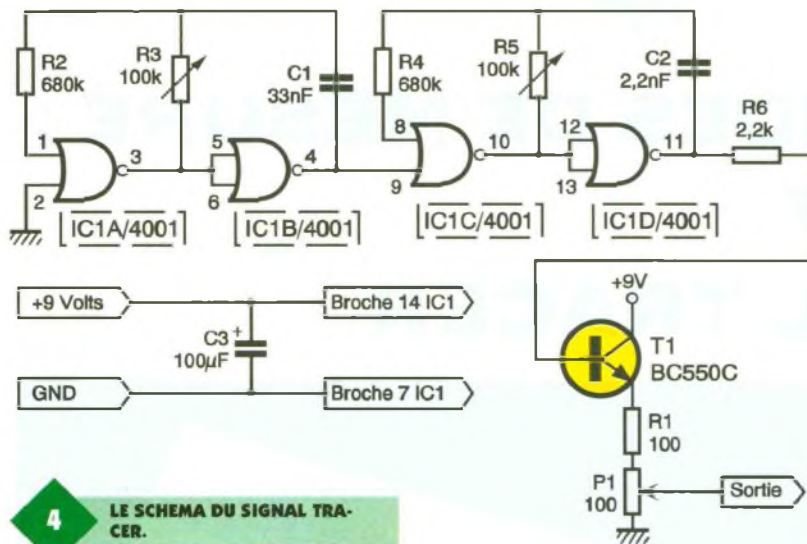 R2
680k
R3
100k
C1
33nF
R4
680k
R5
100k
C2
2,2nF
R6
2,2k
1
2
3
5
6
4
8
9
10
12
13
11
IC1A/4001
IC1B/4001
IC1C/4001
IC1D/4001
+9 Volts
Broche 14 IC1
C3
+
100µF
GND
Broche 7 IC1
+9V
T1
BC550C
R1
100
P1
100
Sortie
4
LE SCHEMA DU SIGNAL TRA-
CER.